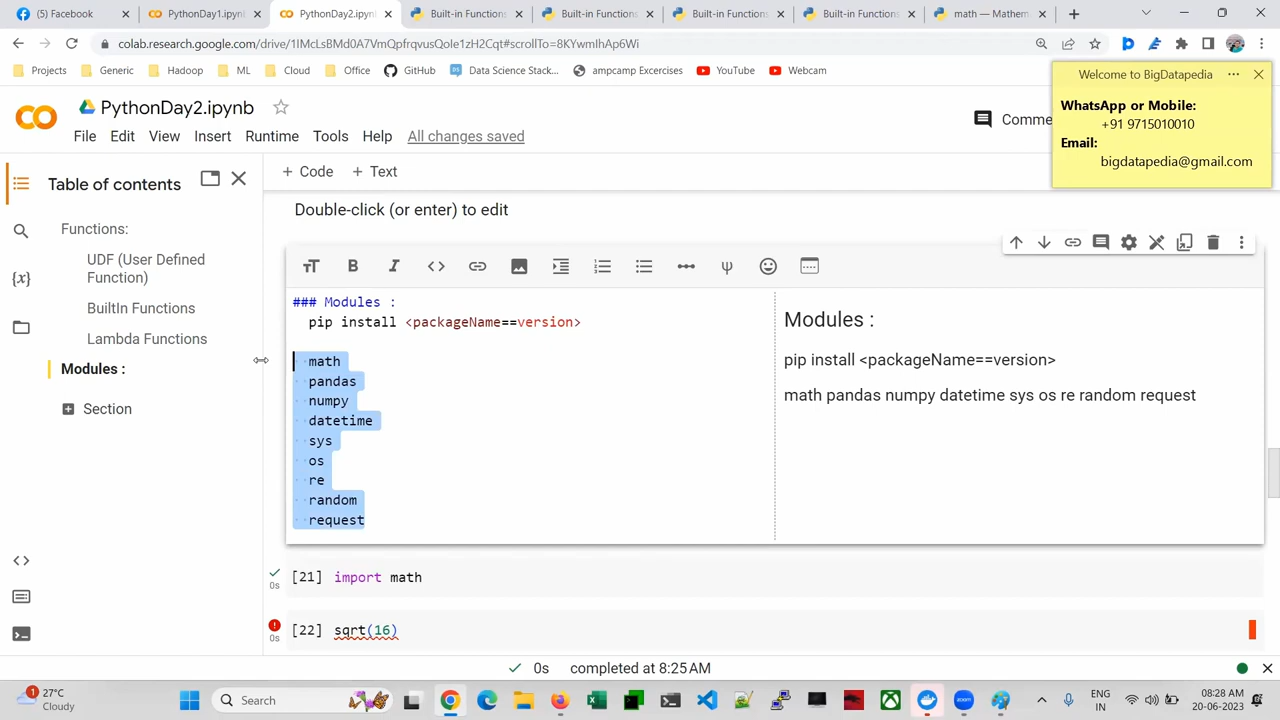 (5) Facebook
PythonDay1.ipynb
PythonDay2.ipynb
Built-in Functions
Built-in Functions
Built-in Functions
Built-in Functions
math — Mathem
colab.research.google.com/drive/1IMcLsBMd0A7VmQpfrqvusQoIu1zH2Cqt#scrollTo=8KYwmIhAp6Wi
Projects
Generic
Hadoop
ML
Cloud
Office
GitHub
Data Science Stack...
ampcamp Excercises
YouTube
Webcam
Welcome to BigDatapedia
WhatsApp or Mobile:
+91 9715010010
Email:
bigdatapedia@gmail.com
PythonDay2.ipynb
File Edit View Insert Runtime Tools Help All changes saved
Comme
Table of contents
+ Code + Text
Functions:
UDF (User Defined
Function)
BuiltIn Functions
Lambda Functions
Modules :
Section
Double-click (or enter) to edit
### Modules :
pip install <packageName==version>
math
pandas
numpy
datetime
sys
os
re
random
request
Modules :
pip install <packageName==version>
math pandas numpy datetime sys os re random request
[21] import math
0s
[22] sqrt(16)
0s
0s completed at 8:25 AM
1
27°C
Cloudy
Search
ENG
IN
08:28 AM
20-06-2023